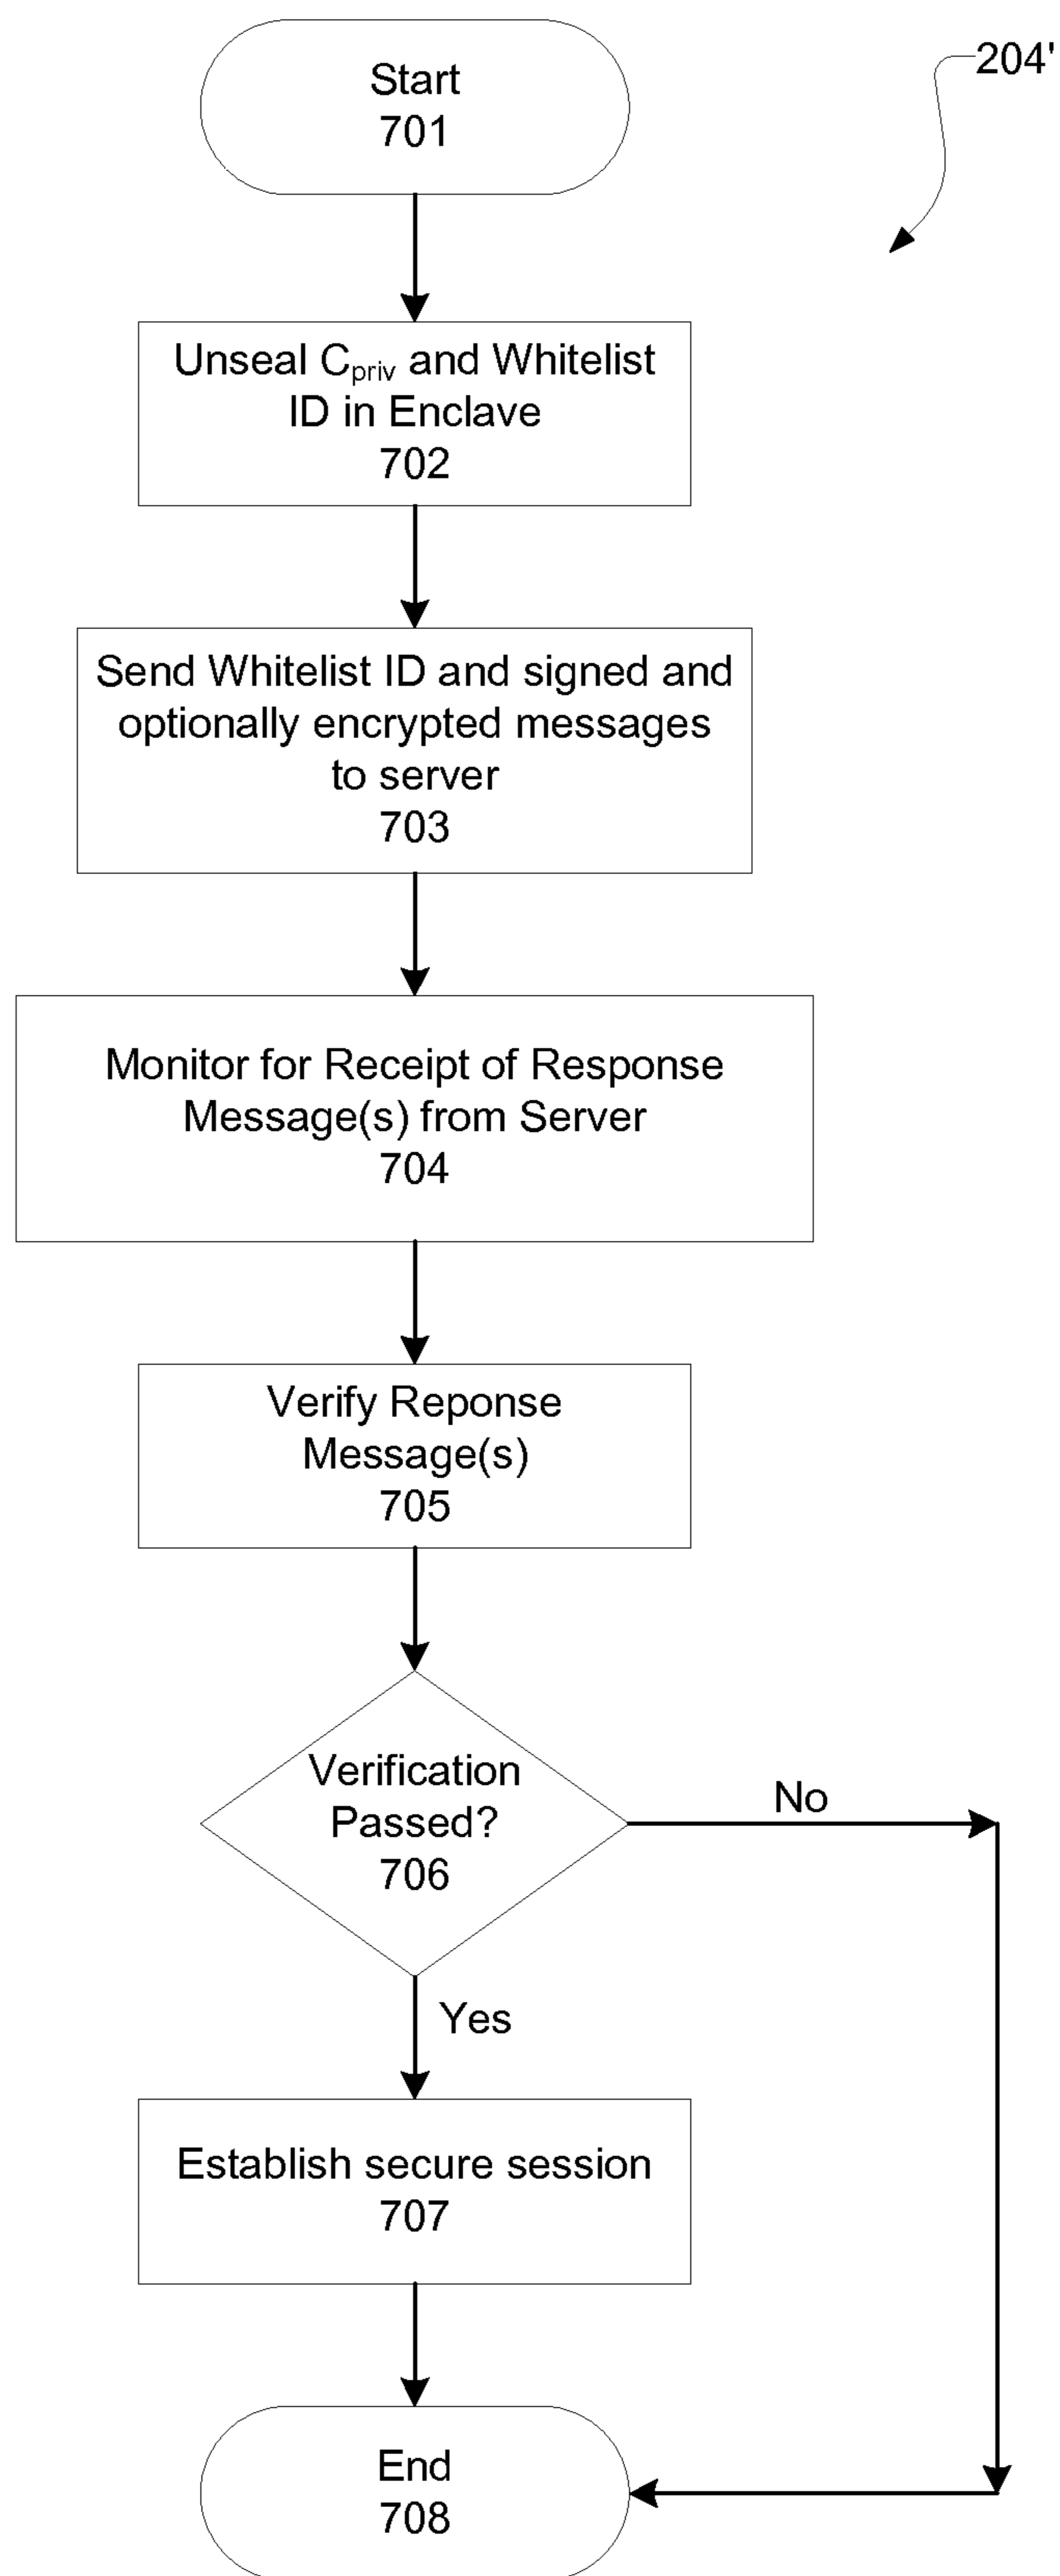 Start
701
204'
Unseal Cpriv and Whitelist
ID in Enclave
702
Send Whitelist ID and signed and
optionally encrypted messages
to server
703
Monitor for Receipt of Response
Message(s) from Server
704
Verify Reponse
Message(s)
705
Verification
Passed?
706
No
Yes
Establish secure session
707
End
708